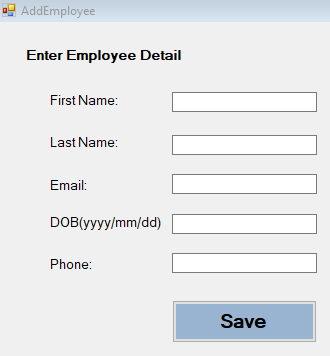 AddEmployee
Enter Employee Detail
First Name:
Last Name:
Email:
DOB(yyyy/mm/dd)
Phone:
Save